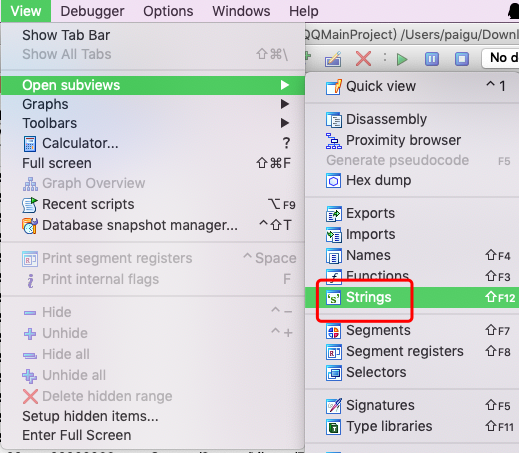 View Debugger Options Windows Help
QQMainProject) /Users/paigu/Downl
No d
Show Tab Bar
Show All Tabs ⇧⌘\
Open subviews
Graphs
Toolbars
Calculator... ?
Full screen ⇧⌘F
Graph Overview
Recent scripts ⌥F9
Database snapshot manager... ^⇧T
Print segment registers ^Space
Print internal flags F
Hide ^−
Unhide ^+
Hide all
Unhide all
Delete hidden range
Setup hidden items...
Enter Full Screen
Quick view ^1
Disassembly
Proximity browser
Generate pseudocode F5
Hex dump
Exports
Imports
Names ⇧F4
Functions ⇧F3
Strings ⇧F12
Segments ⇧F7
Segment registers ⇧F8
Selectors
Signatures ⇧F5
Type libraries ⇧F11